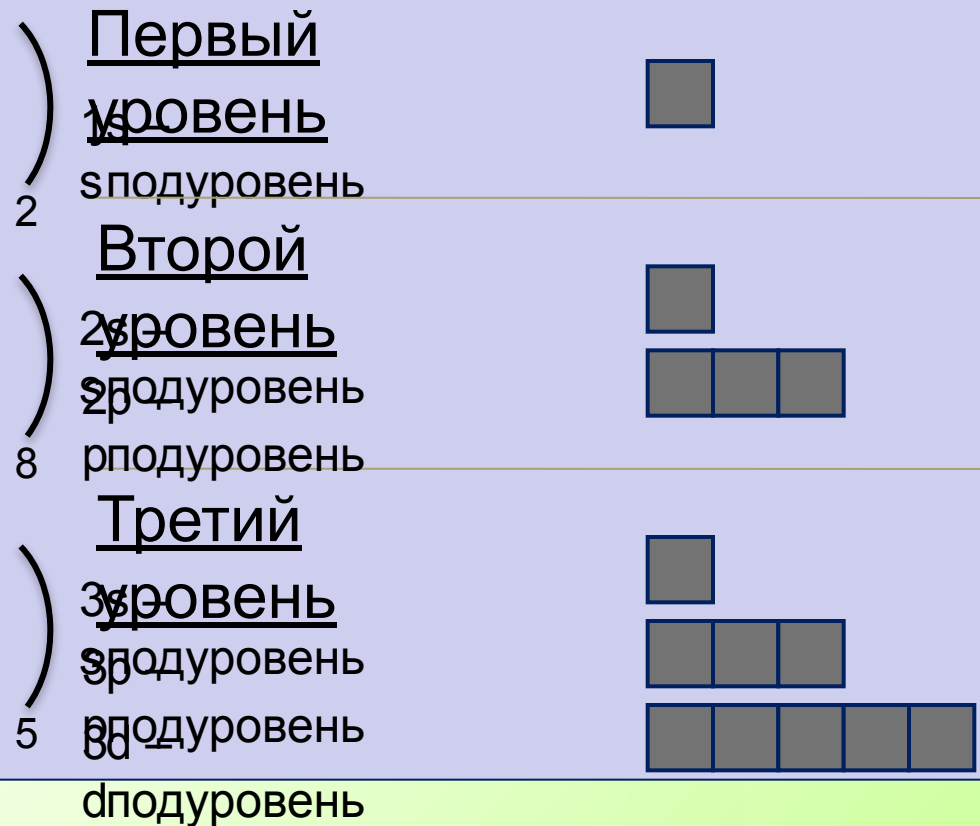 Первый
уровень
1s –
sподуровень
2
Второй
уровень
2s –
sподуровень
2p –
pподуровень
8
Третий
уровень
3s –
sподуровень
3p –
pподуровень
3d –
dподуровень
5